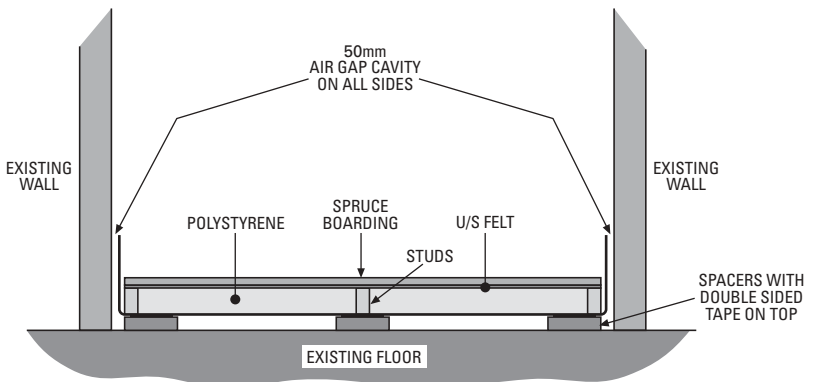 50mm
AIR GAP CAVITY
ON ALL SIDES
EXISTING
WALL
EXISTING
WALL
POLYSTYRENE
SPRUCE
BOARDING
U/S FELT
STUDS
SPACERS WITH
DOUBLE SIDED
TAPE ON TOP
EXISTING FLOOR